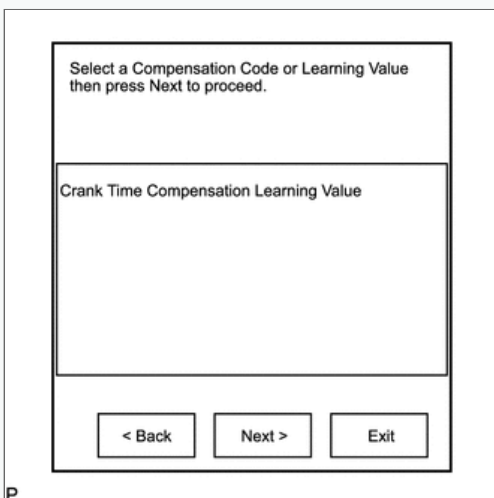 Select a Compensation Code or Learning Value
then press Next to proceed.
Crank Time Compensation Learning Value
< Back
Next >
Exit
P